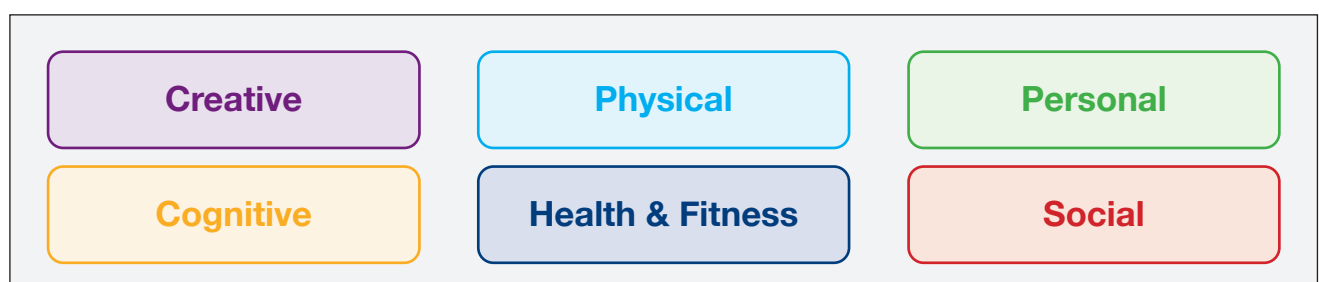 Creative
Physical
Personal
Cognitive
Health & Fitness
Social